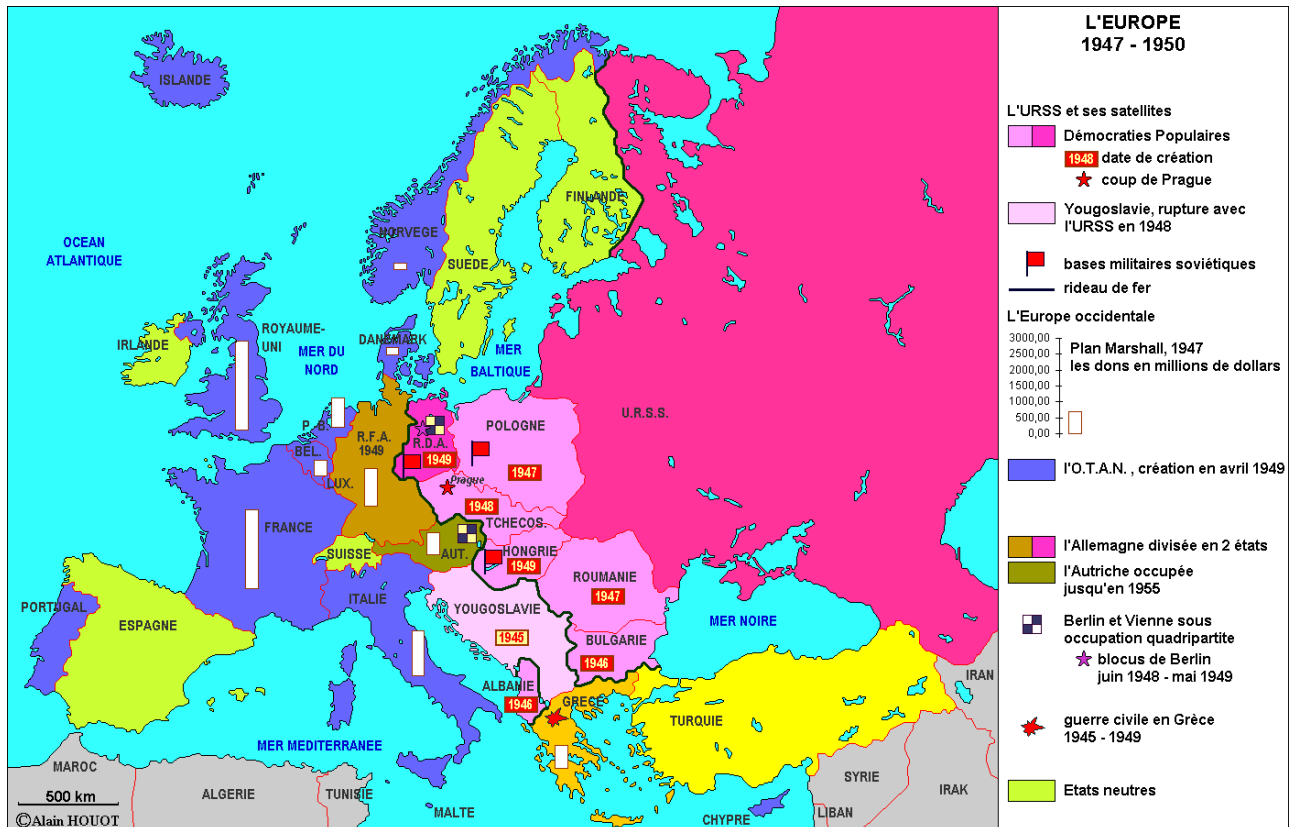 L'EUROPE
1947 - 1950
L'URSS et ses satellites
Démocraties Populaires
1948 date de création
coup de Prague
Yougoslavie, rupture avec
l'URSS en 1948
bases militaires soviétiques
rideau de fer
L'Europe occidentale
3000,00
2500,00
2000,00
1500,00
1000,00
500,00
0,00
Plan Marshall, 1947
les dons en millions de dollars
l'O.T.A.N. , création en avril 1949
l'Allemagne divisée en 2 états
l'Autriche occupée
jusqu'en 1955
Berlin et Vienne sous
occupation quadripartite
blocus de Berlin
juin 1948 - mai 1949
guerre civile en Grèce
1945 - 1949
Etats neutres
ISLANDE
OCEAN
ATLANTIQUE
NORVEGE
SUEDE
FINLANDE
IRLANDE
ROYAUME-
UNI
MER DU
NORD
DANEMARK
MER
BALTIQUE
U.R.S.S.
P.-B.
BEL.
LUX.
R.F.A.
1949
R.D.A.
1949
POLOGNE
1947
Prague
1948
TCHECOS.
FRANCE
SUISSE
AUT.
HONGRIE
1949
ROUMANIE
1947
ITALIE
YOUGOSLAVIE
1945
BULGARIE
1946
MER NOIRE
PORTUGAL
ESPAGNE
ALBANIE
1946
GRECE
TURQUIE
IRAN
MER MEDITERRANEE
MAROC
ALGERIE
TUNISIE
MALTE
CHYPRE
SYRIE
LIBAN
IRAK
500 km
©Alain HOUOT